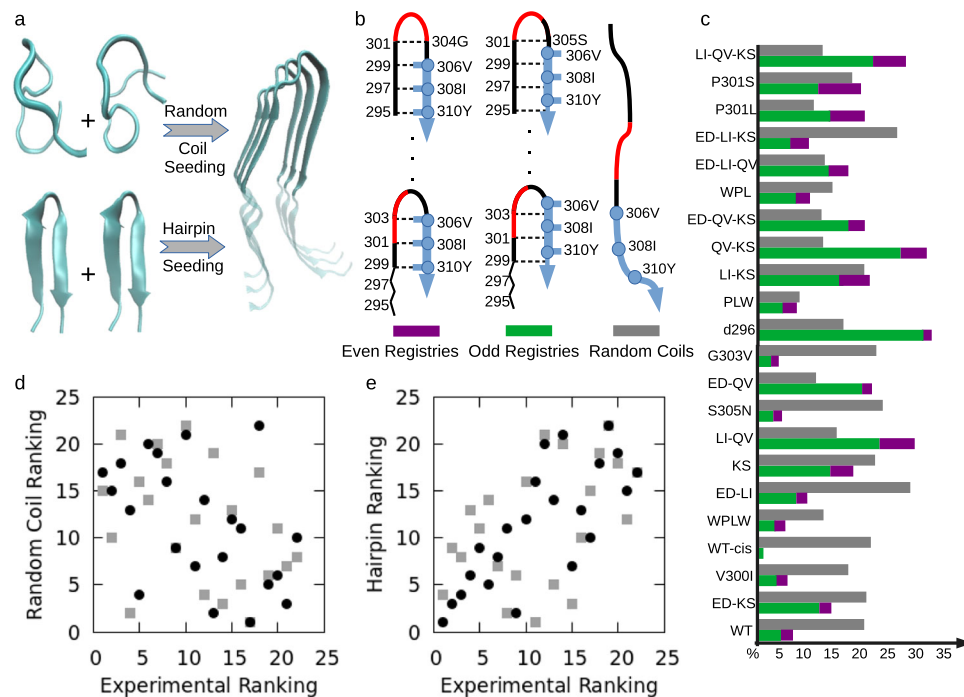 a
+
Random
Coil
Seeding
+
Hairpin
Seeding
b
301
304G
299
306V
297
308I
295
310Y
301
305S
306V
299
308I
297
310Y
295
303
306V
301
308I
299
310Y
297
295
303
306V
301
308I
299
310Y
297
295
306V
308I
310Y
Even Registries
Odd Registries
Random Coils
c
LI-QV-KS
P301S
P301L
ED-LI-KS
ED-LI-QV
WPL
ED-QV-KS
QV-KS
LI-KS
PLW
d296
G303V
ED-QV
S305N
LI-QV
KS
ED-LI
WPLW
WT-cis
V300I
ED-KS
WT
% 5 10 15 20 25 30 35
d
Random Coil Ranking
25
20
15
10
5
0
0 5 10 15 20 25
Experimental Ranking
e
Hairpin Ranking
25
20
15
10
5
0
0 5 10 15 20 25
Experimental Ranking